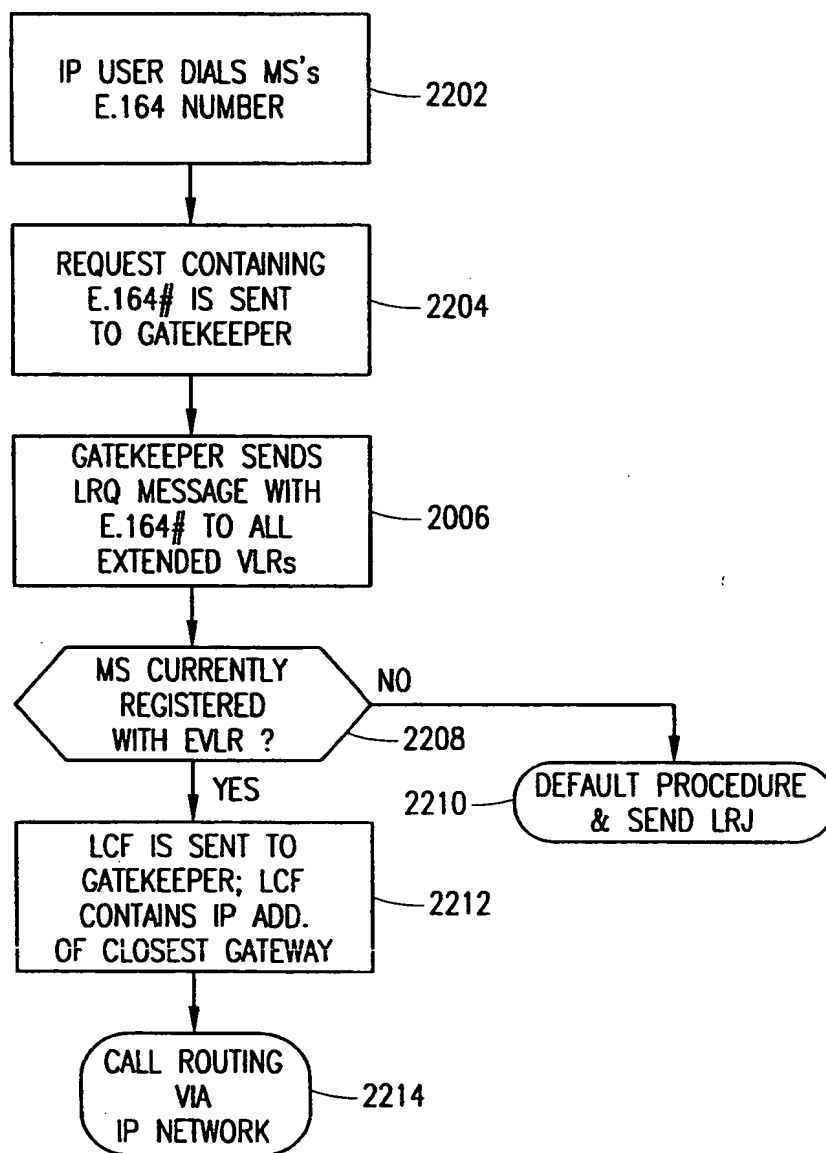 IP USER DIALS MS's
E.164 NUMBER
2202
REQUEST CONTAINING
E.164# IS SENT
TO GATEKEEPER
2204
GATEKEEPER SENDS
LRQ MESSAGE WITH
E.164# TO ALL
EXTENDED VLRs
2006
MS CURRENTLY
REGISTERED
WITH EVLR ?
2208
NO
YES
2210
DEFAULT PROCEDURE
& SEND LRJ
LCF IS SENT TO
GATEKEEPER; LCF
CONTAINS IP ADD.
OF CLOSEST GATEWAY
2212
CALL ROUTING
VIA
IP NETWORK
2214